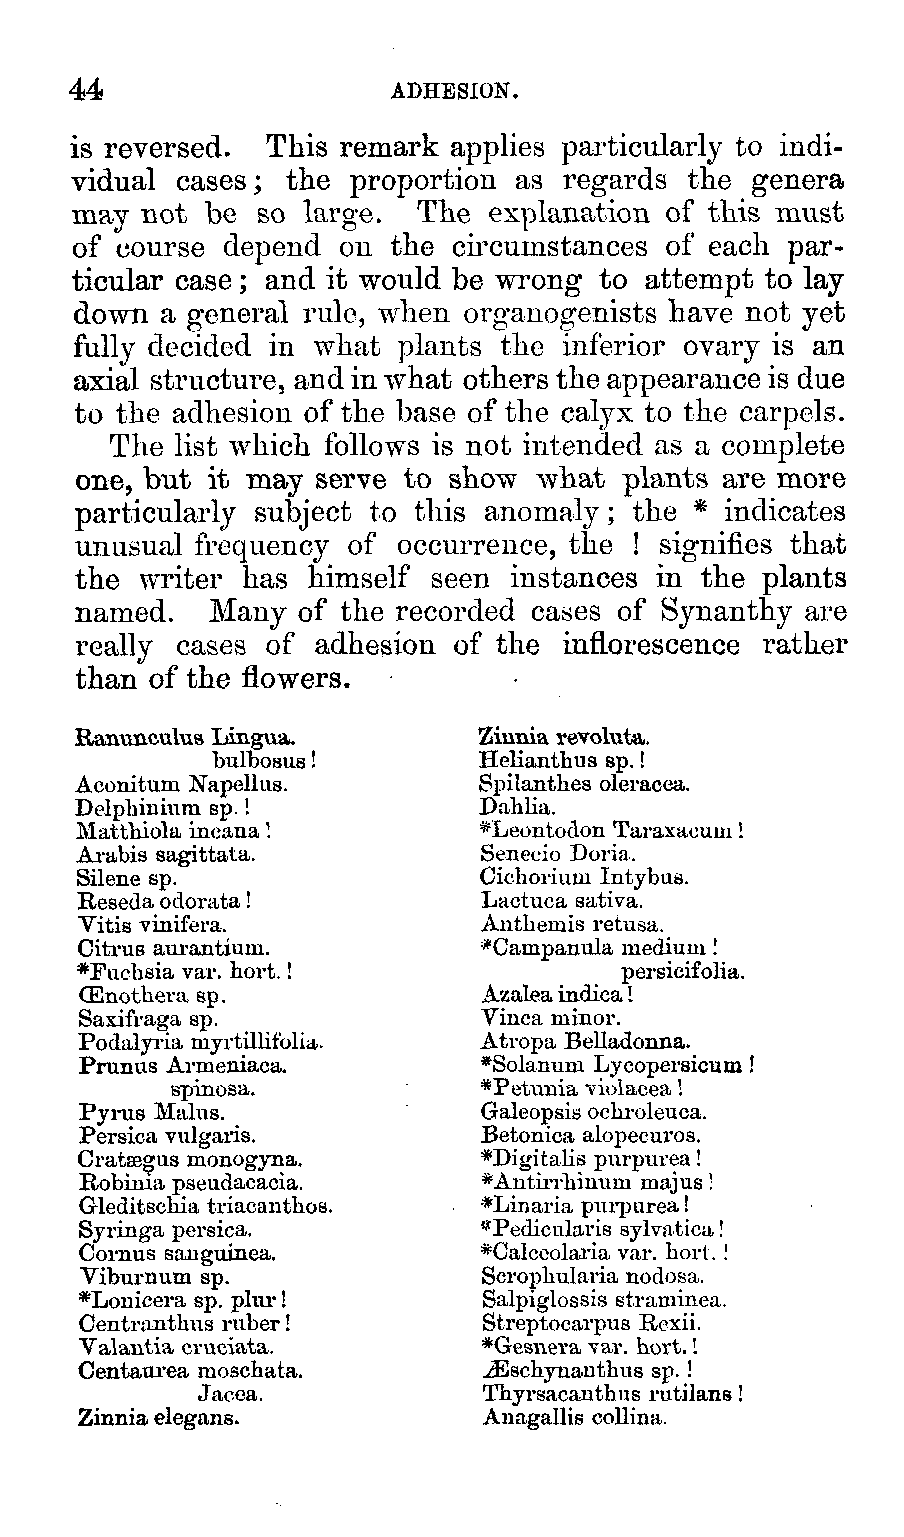 44 ADHESION.
is reversed. This remark applies particularly to indi-
vidual cases; the proportion as regards the genera
may not be so large. The explanation of this must
of course depend on the circumstances of each par-
ticular case; and it would be wrong to attempt to lay
down a general rule, when organogenists have not yet
fully decided in what plants the inferior ovary is an
axial structure, and in what others the appearance is due
to the adhesion of the base of the calyx to the carpels.
The list which follows is not intended as a complete
one, but it may serve to show what plants are more
particularly subject to this anomaly; the * indicates
unusual frequency of occurrence, the ! signifies that
the writer has himself seen instances in the plants
named. Many of the recorded cases of Synanthy are
really cases of adhesion of the inflorescence rather
than of the flowers.
Ranunculus Lingua.
bulbosus!
Aconitum Napellus.
Delphinium sp.!
Matthiola incana!
Arabis sagittata.
Silene sp.
Reseda odorata!
Vitis vinifera.
Citrus aurantium.
*Fuchsia var. hort.!
Œnothera sp.
Saxifraga sp.
Podalyria myrtillifolia.
Prunus Armeniaca.
spinosa.
Pyrus Malus.
Persica vulgaris.
Cratægus monogyna.
Robinia pseudacacia.
Gleditschia triacanthos.
Syringa persica.
Cornus sanguinea.
Viburnum sp.
*Lonicera sp. plur!
Centranthus ruber!
Valantia cruciata.
Centaurea moschata.
Jacea.
Zinnia elegans.
Zinnia revoluta.
Helianthus sp.!
Spilanthes oleracea.
Dahlia.
*Leontodon Taraxacum!
Senecio Doria.
Cichorium Intybus.
Lactuca sativa.
Anthemis retusa.
*Campanula medium!
persicifolia.
Azalea indica!
Vinca minor.
Atropa Belladonna.
*Solanum Lycopersicum!
*Petunia violacea!
Galeopsis ochroleuca.
Betonica alopecuros.
*Digitalis purpurea!
*Antirrhinum majus!
*Linaria purpurea!
*Pedicularis sylvatica!
*Calceolaria var. hort.!
Scrophularia nodosa.
Salpiglossis straminea.
Streptocarpus Rexii.
*Gesnera var. hort.!
Æschynanthus sp.!
Thyrsacanthus rutilans!
Anagallis collina.